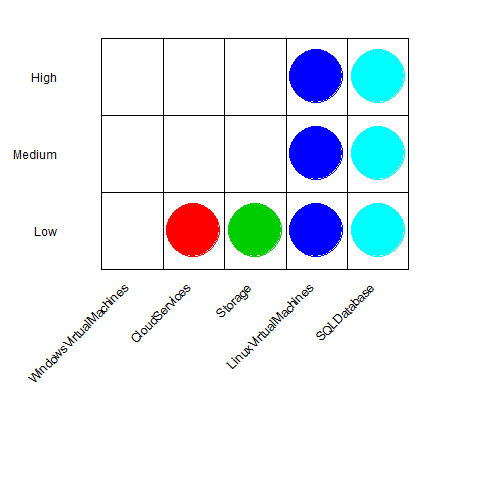 High
Medium
Low
WindowsVirtualMachines
CloudServices
Storage
LinuxVirtualMachines
SQLDatabase